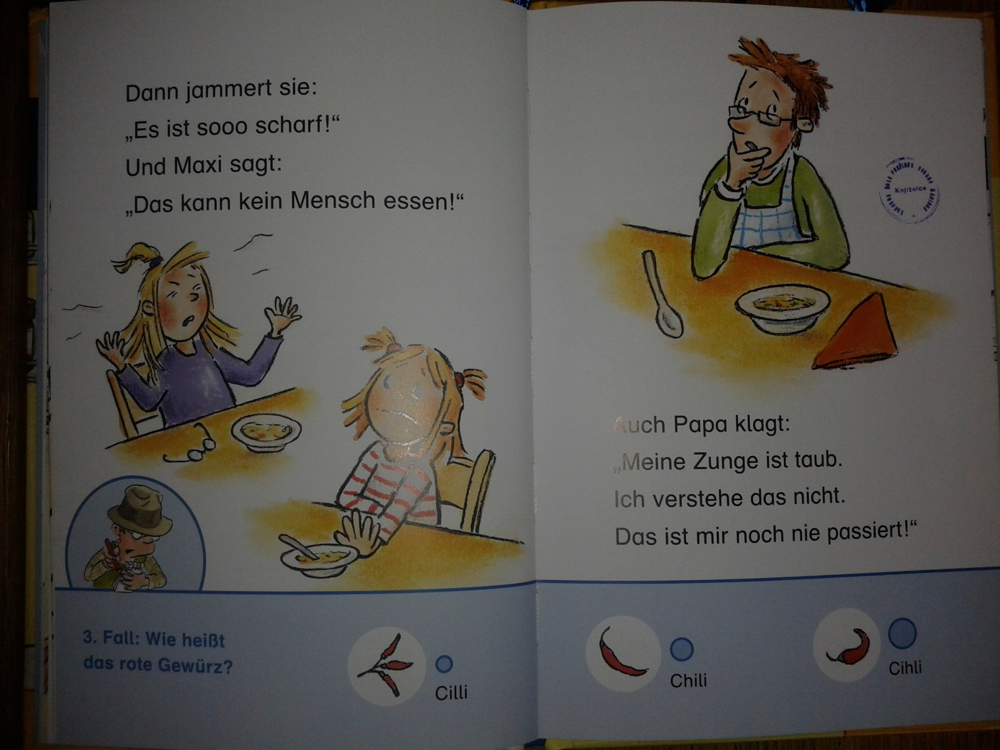 Dann jammert sie:
„Es ist sooo scharf!“
Und Maxi sagt:
„Das kann kein Mensch essen!“
Knjižnica
Auch Papa klagt:
„Meine Zunge ist taub.
Ich verstehe das nicht.
Das ist mir noch nie passiert!“
3. Fall: Wie heißt
das rote Gewürz?
Cilli
Chili
Cihli